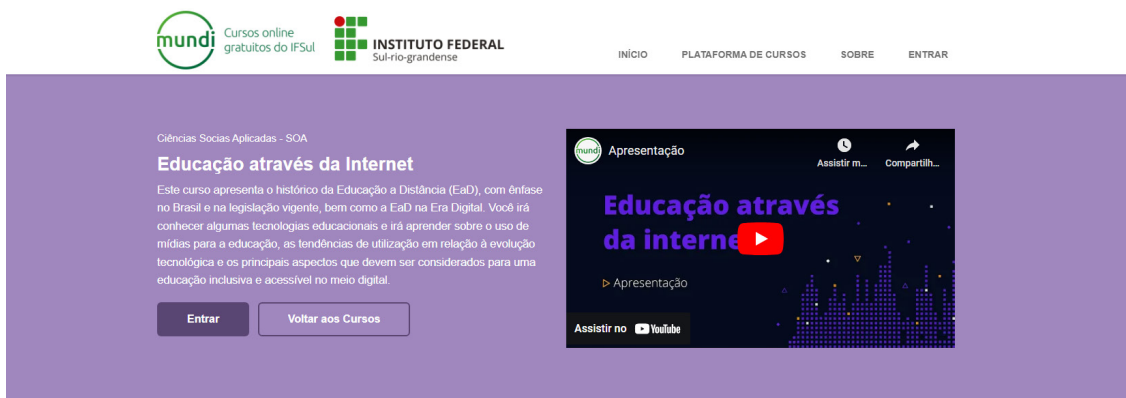 mundi
Cursos online
gratuitos do IFSul
INSTITUTO FEDERAL
Sul-rio-grandense
INÍCIO
PLATAFORMA DE CURSOS
SOBRE
ENTRAR
Ciências Socias Aplicadas - SOA
Educação através da Internet
Este curso apresenta o histórico da Educação a Distância (EaD), com ênfase
no Brasil e na legislação vigente, bem como a EaD na Era Digital. Você irá
conhecer algumas tecnologias educacionais e irá aprender sobre o uso de
mídias para a educação, as tendências de utilização em relação à evolução
tecnológica e os principais aspectos que devem ser considerados para uma
educação inclusiva e acessível no meio digital.
Entrar
Voltar aos Cursos
mundi
Apresentação
Assistir m...
Compartilh...
Educação através
da interne
Apresentação
Assistir no YouTube